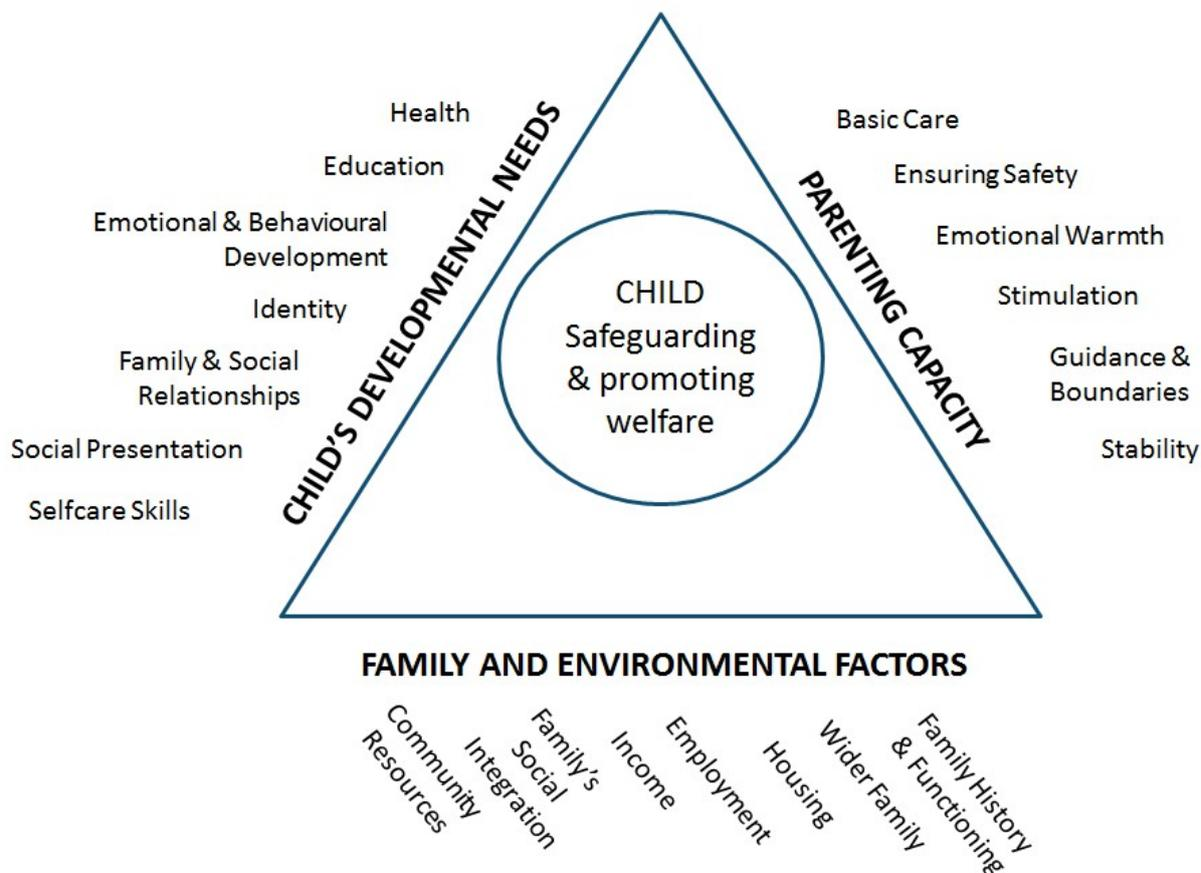 Health
Education
Emotional & Behavioural
Development
Identity
Family & Social
Relationships
Social Presentation
Selfcare Skills
CHILD'S DEVELOPMENTAL NEEDS
CHILD
Safeguarding
& promoting
welfare
PARENTING CAPACITY
Basic Care
Ensuring Safety
Emotional Warmth
Stimulation
Guidance &
Boundaries
Stability
FAMILY AND ENVIRONMENTAL FACTORS
Community
Resources
Family's
Social
Integration
Income
Employment
Housing
Wider Family
Family History
& Functioning